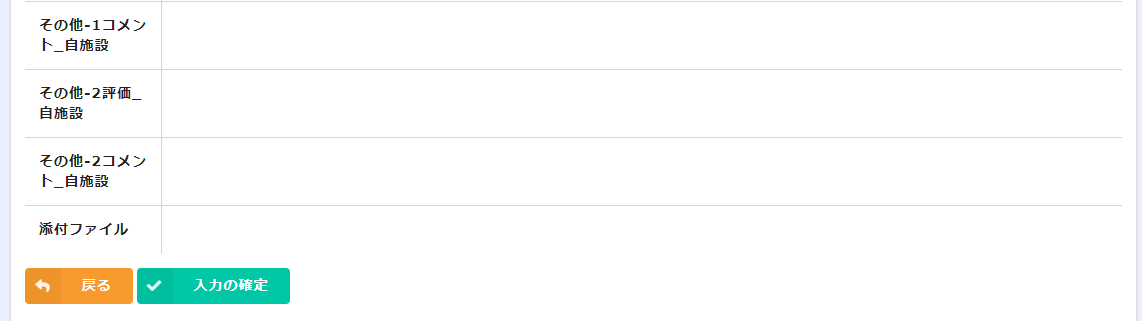 その他-1コメン
ト_自施設
その他-2評価_
自施設
その他-2コメン
ト_自施設
添付ファイル
戻る
入力の確定